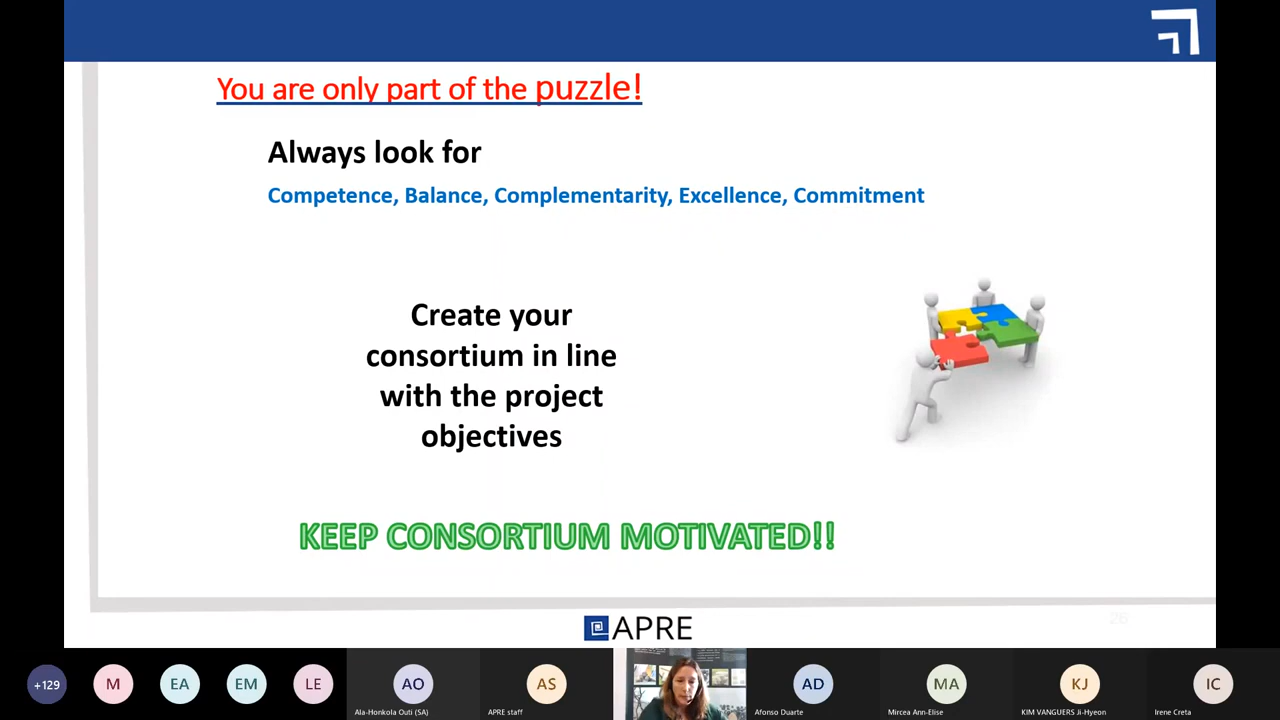 You are only part of the puzzle!
Always look for
Competence, Balance, Complementarity, Excellence, Commitment
Create your
consortium in line
with the project
objectives
KEEP CONSORTIUM MOTIVATED!!
26
APRE
+129
M
EA
EM
LE
AO
AS
AD
MA
KJ
IC
Ala-Honkola Outi (SA)
APRE staff
Afonso Duarte
Mircea Ann-Elise
KIM VANGUERS Ji-Hyeon
Irene Creta